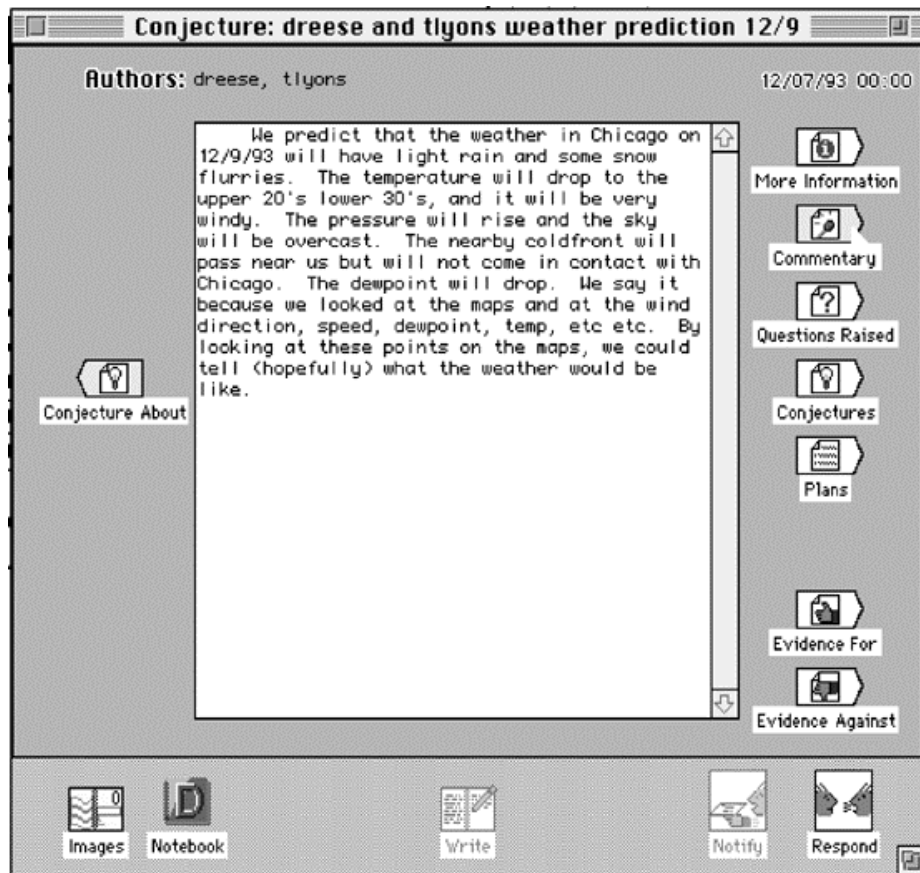 Conjecture: dreese and tlyons weather prediction 12/9
Authors: dreese, tlyons
12/07/93 00:00
We predict that the weather in Chicago on
12/9/93 will have light rain and some snow
flurries. The temperature will drop to the
upper 20's lower 30's, and it will be very
windy. The pressure will rise and the sky
will be overcast. The nearby coldfront will
pass near us but will not come in contact with
Chicago. The dewpoint will drop. We say it
because we looked at the maps and at the wind
direction, speed, dewpoint, temp, etc etc. By
looking at these points on the maps, we could
tell (hopefully) what the weather would be
like.
Conjecture About
More Information
Commentary
Questions Raised
Conjectures
Plans
Evidence For
Evidence Against
0
Images
D
Notebook
Write
Notify
Respond